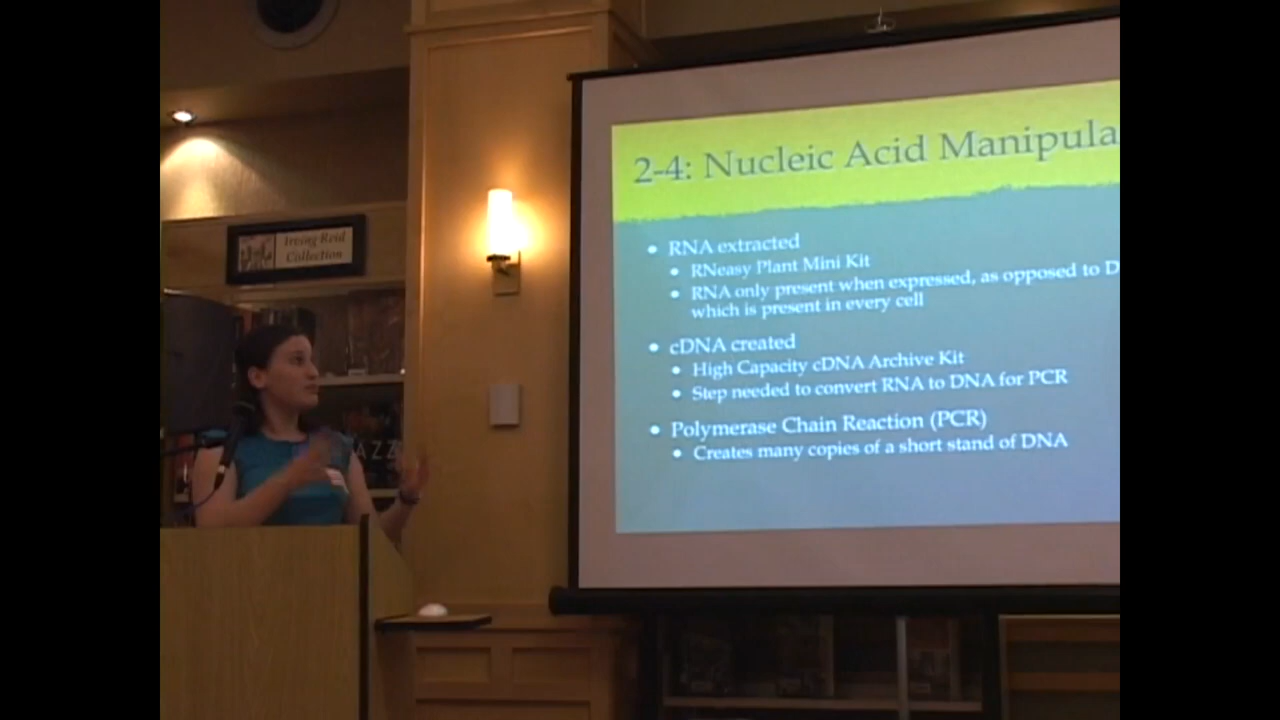 2-4: Nucleic Acid Manipula
Irving-Reid
Collection
RNA extracted
RNeasy Plant Mini Kit
RNA only present when expressed, as opposed to D
which is present in every cell
cDNA created
High Capacity cDNA Archive Kit
Step needed to convert RNA to DNA for PCR
Polymerase Chain Reaction (PCR)
Creates many copies of a short stand of DNA
AZZ